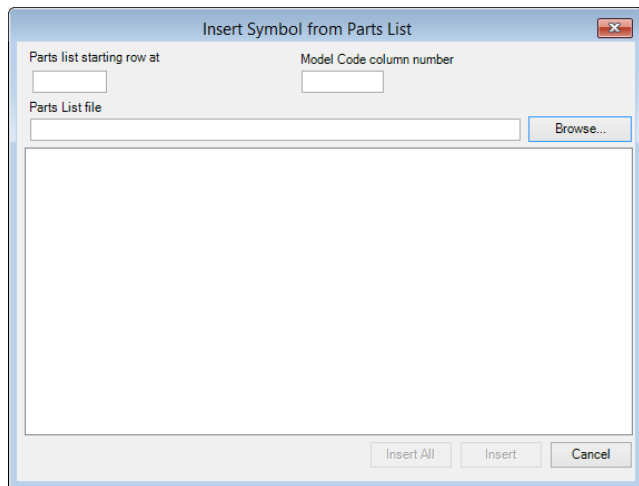 Insert Symbol from Parts List
Parts list starting row at
Model Code column number
Parts List file
Browse...
Insert All
Insert
Cancel